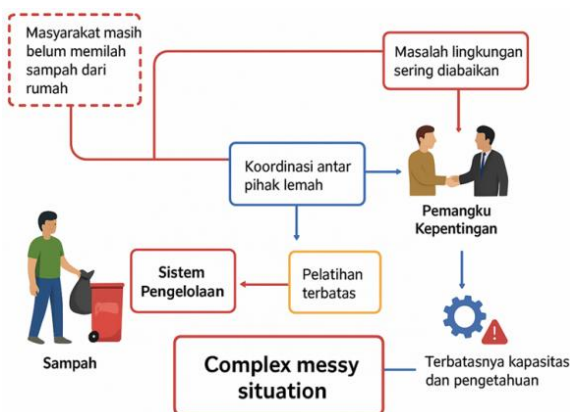 Masyarakat masih
belum memilah
sampah dari
rumah
Masalah lingkungan
sering diabaikan
Koordinasi antar
pihak lemah
Pemangku
Kepentingan
Sistem
Pengelolaan
Pelatihan
terbatas
Sampah
Complex messy
situation
Terbatasnya kapasitas
dan pengetahuan